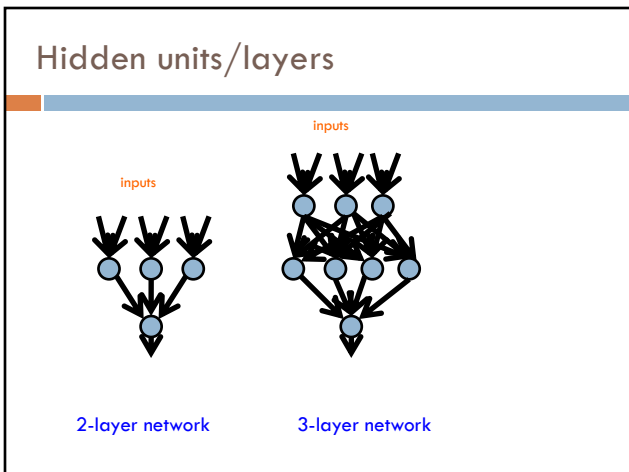 Hidden units/layers
inputs
inputs
2-layer network
3-layer network